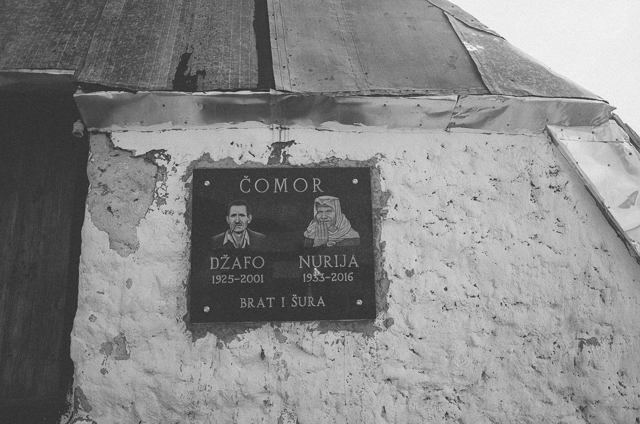 ČOMOR
DŽAFO NURIJA
1925-2001 1933-2016
BRAT I ŠURA